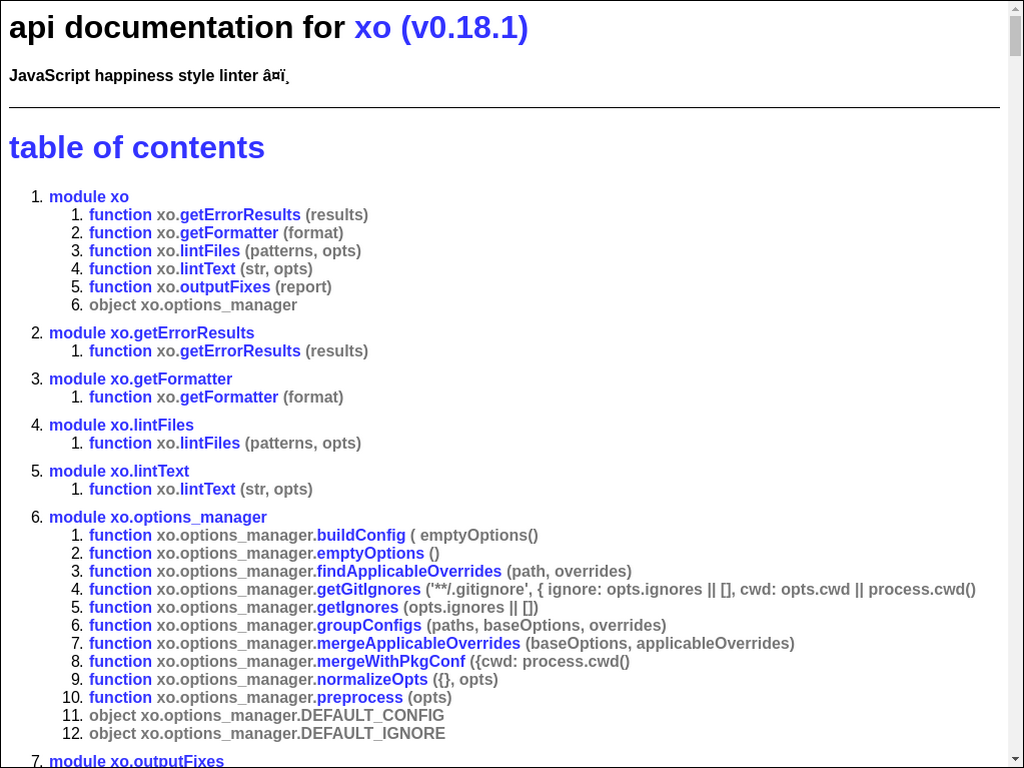 api documentation for xo (v0.18.1)
JavaScript happiness style linter â¤ï¸
table of contents
1. module xo
1. function xo.getErrorResults (results)
2. function xo.getFormatter (format)
3. function xo.lintFiles (patterns, opts)
4. function xo.lintText (str, opts)
5. function xo.outputFixes (report)
6. object xo.options_manager
2. module xo.getErrorResults
1. function xo.getErrorResults (results)
3. module xo.getFormatter
1. function xo.getFormatter (format)
4. module xo.lintFiles
1. function xo.lintFiles (patterns, opts)
5. module xo.lintText
1. function xo.lintText (str, opts)
6. module xo.options_manager
1. function xo.options_manager.buildConfig ( emptyOptions()
2. function xo.options_manager.emptyOptions ()
3. function xo.options_manager.findApplicableOverrides (path, overrides)
4. function xo.options_manager.getGitIgnores ('**/.gitignore', { ignore: opts.ignores || [], cwd: opts.cwd || process.cwd()
5. function xo.options_manager.getIgnores (opts.ignores || [])
6. function xo.options_manager.groupConfigs (paths, baseOptions, overrides)
7. function xo.options_manager.mergeApplicableOverrides (baseOptions, applicableOverrides)
8. function xo.options_manager.mergeWithPkgConf ({cwd: process.cwd()
9. function xo.options_manager.normalizeOpts ({}, opts)
10. function xo.options_manager.preprocess (opts)
11. object xo.options_manager.DEFAULT_CONFIG
12. object xo.options_manager.DEFAULT_IGNORE
7. module xo.outputFixes